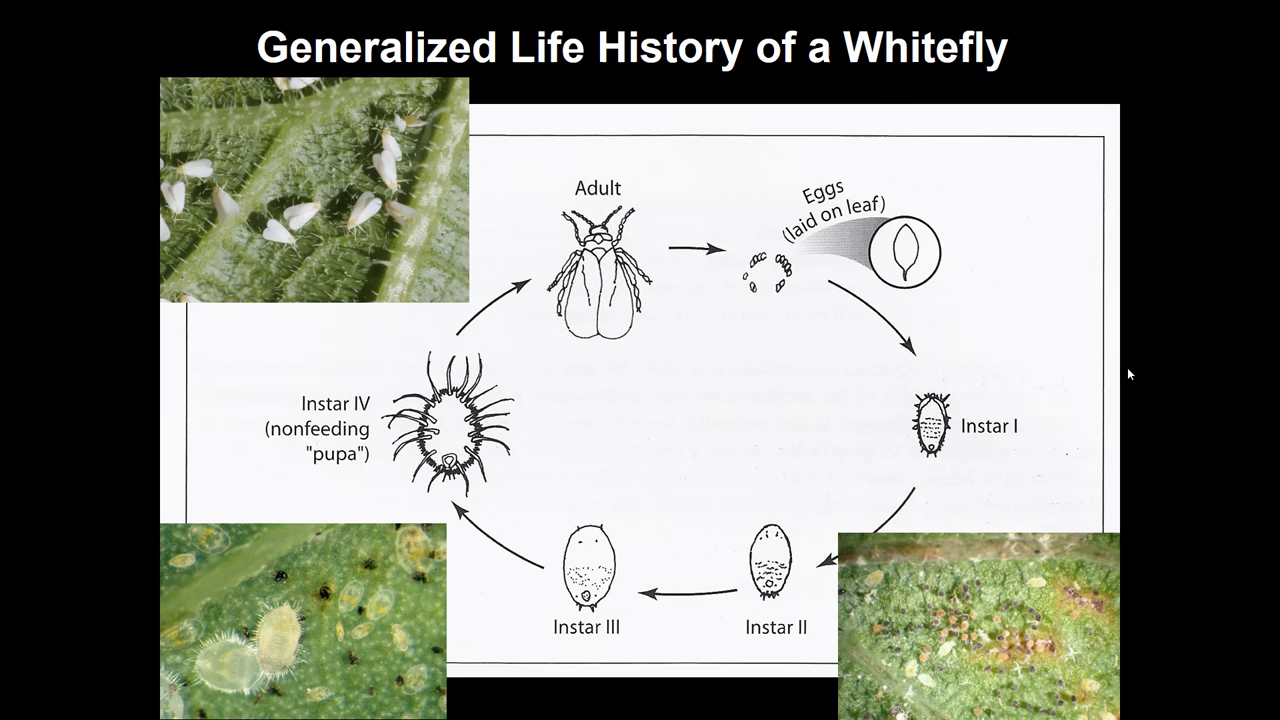 Generalized Life History of a Whitefly
Adult
Eggs
(laid on leaf)
Instar I
Instar II
Instar III
Instar IV
(nonfeeding
"pupa")